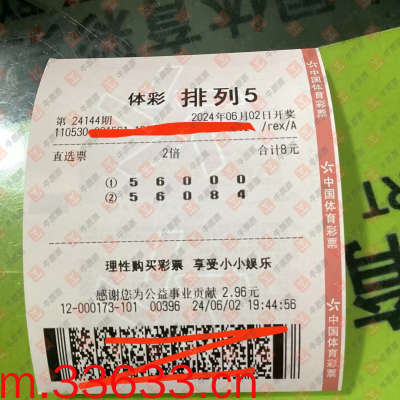 体彩 排列5
第 24144期 2024年06月02日开奖
110530 /rex/A
直选票 2倍 合计8元
① 5 6 0 0 0
② 5 6 0 8 4
理性购买彩票 享受小小娱乐
感谢您为公益事业贡献 2.96元
12-000173-101 00396 24/06/02 19:44:56
中国体育彩票
中国体育彩票
中国体育彩票
m.33633.cn